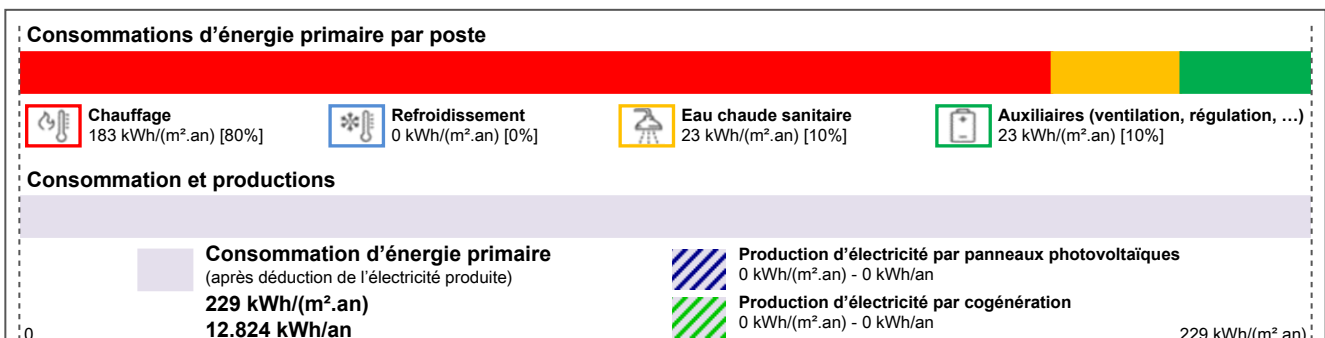 Consommations d'énergie primaire par poste
Chauffage
183 kWh/(m².an) [80%]
Refroidissement
0 kWh/(m².an) [0%]
Eau chaude sanitaire
23 kWh/(m².an) [10%]
Auxiliaires (ventilation, régulation, …)
23 kWh/(m².an) [10%]
Consommation et productions
Consommation d'énergie primaire
(après déduction de l'électricité produite)
229 kWh/(m².an)
12.824 kWh/an
Production d'électricité par panneaux photovoltaïques
0 kWh/(m².an) - 0 kWh/an
Production d'électricité par cogénération
0 kWh/(m².an) - 0 kWh/an
0
229 kWh/(m².an)